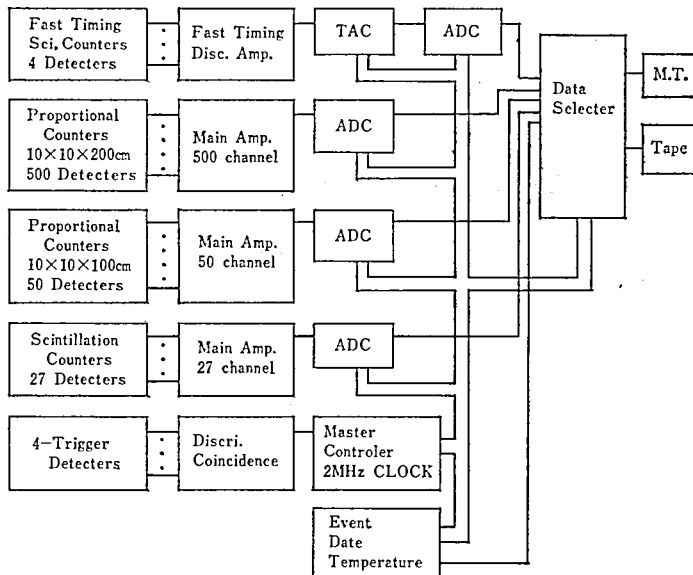 Fast Timing
Sci, Counters
4 Detecters
Fast Timing
Disc. Amp.
TAC
ADC
Data
Selecter
M.T.
Tape
Proportional
Counters
10×10×200cm
500 Detecters
Main Amp.
500 channel
ADC
Proportional
Counters
10×10×100cm
50 Detecters
Main Amp.
50 channel
ADC
Scintillation
Counters
27 Detecters
Main Amp.
27 channel
ADC
4-Trigger
Detecters
Discri.
Coincidence
Master
Controler
2MHz CLOCK
Event
Date
Temperature